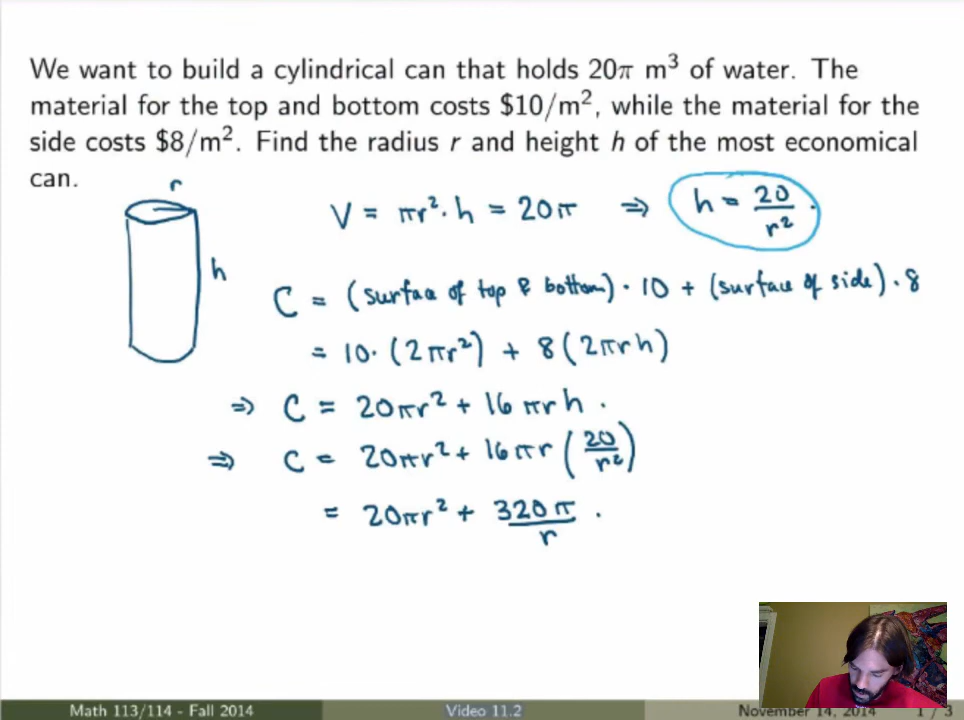 We want to build a cylindrical can that holds 20π m³ of water. The
material for the top and bottom costs $10/m², while the material for the
side costs $8/m². Find the radius r and height h of the most economical
can.
r
V = πr²·h = 20π ⇒ h = 20/r².
h
C = (surface of top & bottom)·10 + (surface of side)·8
= 10·(2πr²) + 8(2πrh)
⇒ C = 20πr² + 16πrh.
⇒ C = 20πr² + 16πr(20/r²)
= 20πr² + 320π/r.
Math 113/114 - Fall 2014 Video 11.2 November 14, 2014 1 / 3